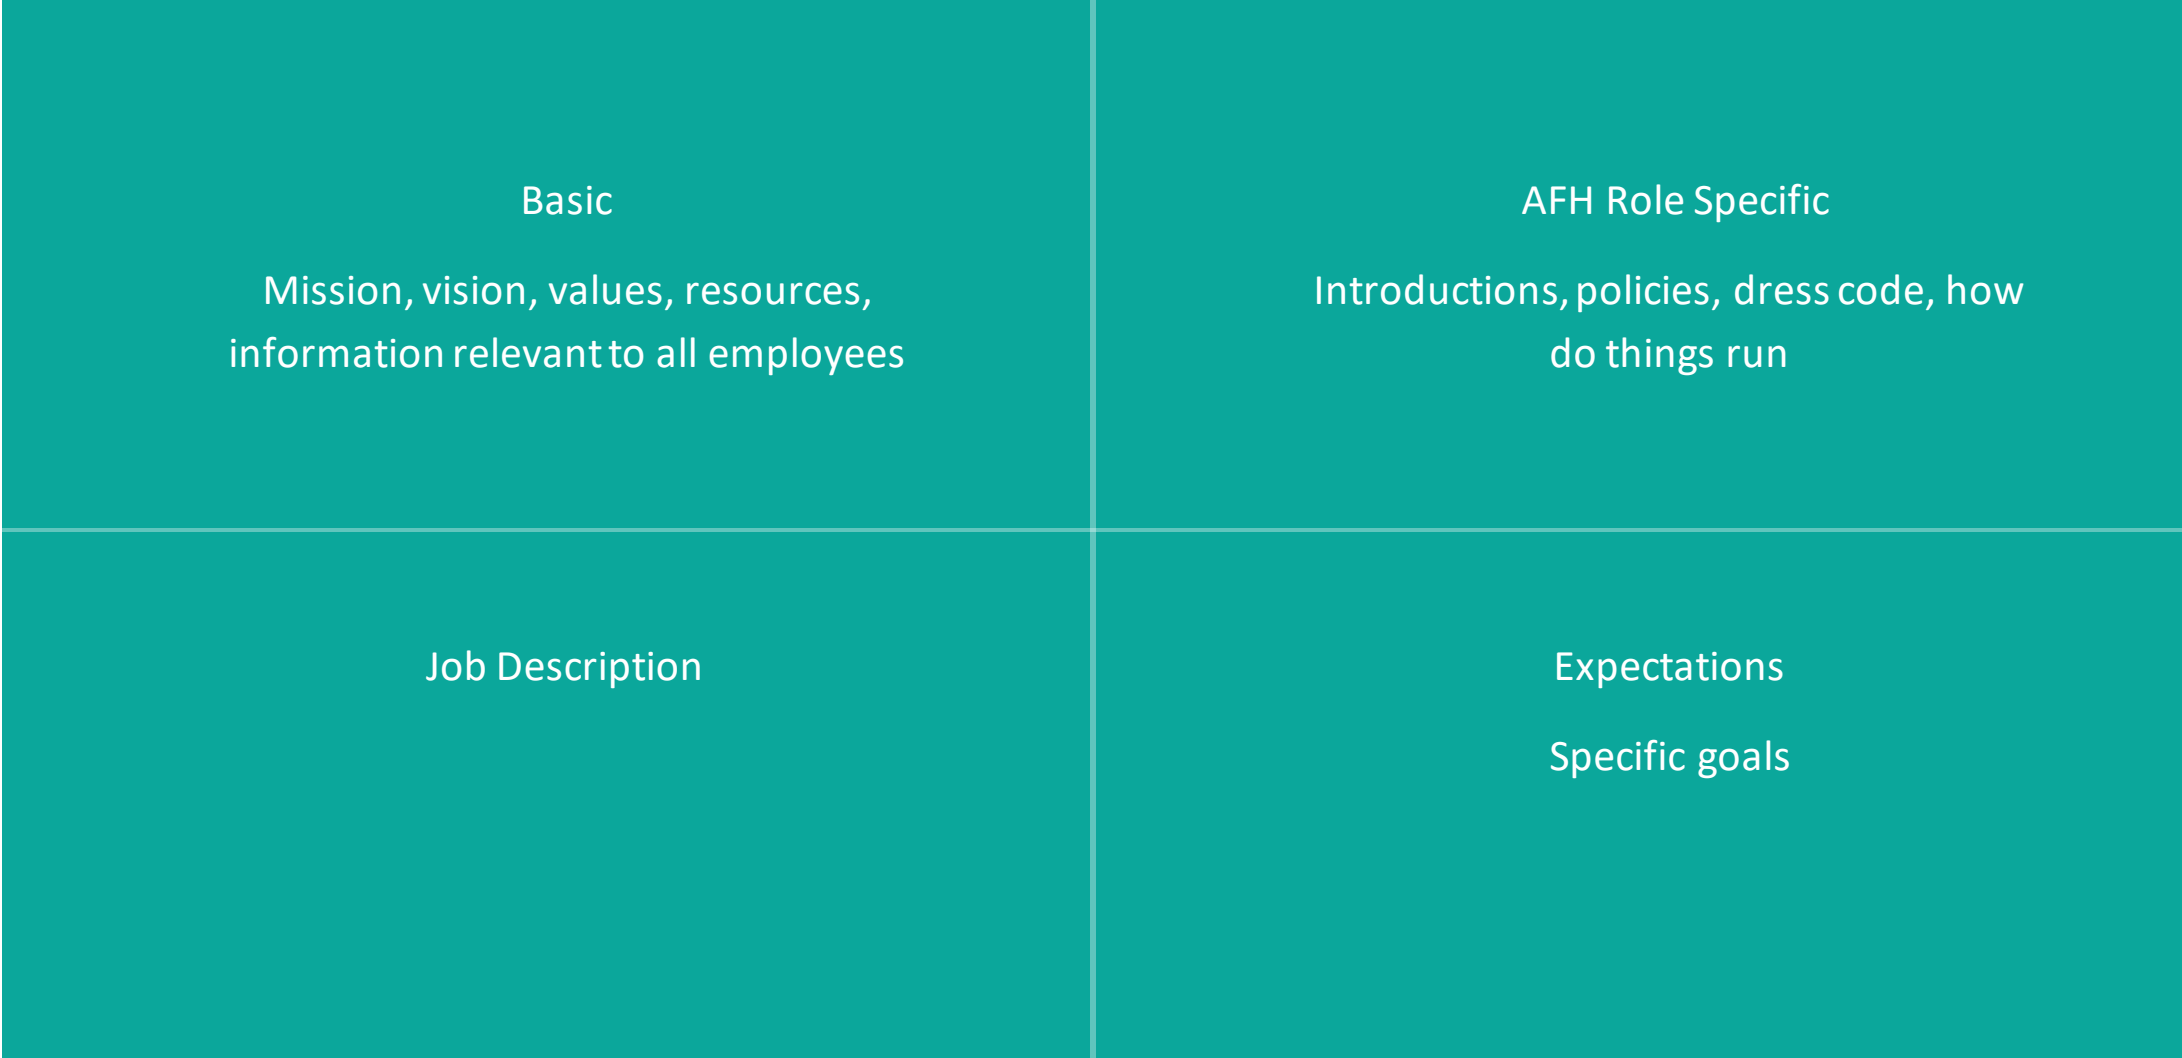 Basic
Mission, vision, values, resources,
information relevant to all employees
AFH Role Specific
Introductions, policies, dress code, how
do things run
Job Description
Expectations
Specific goals